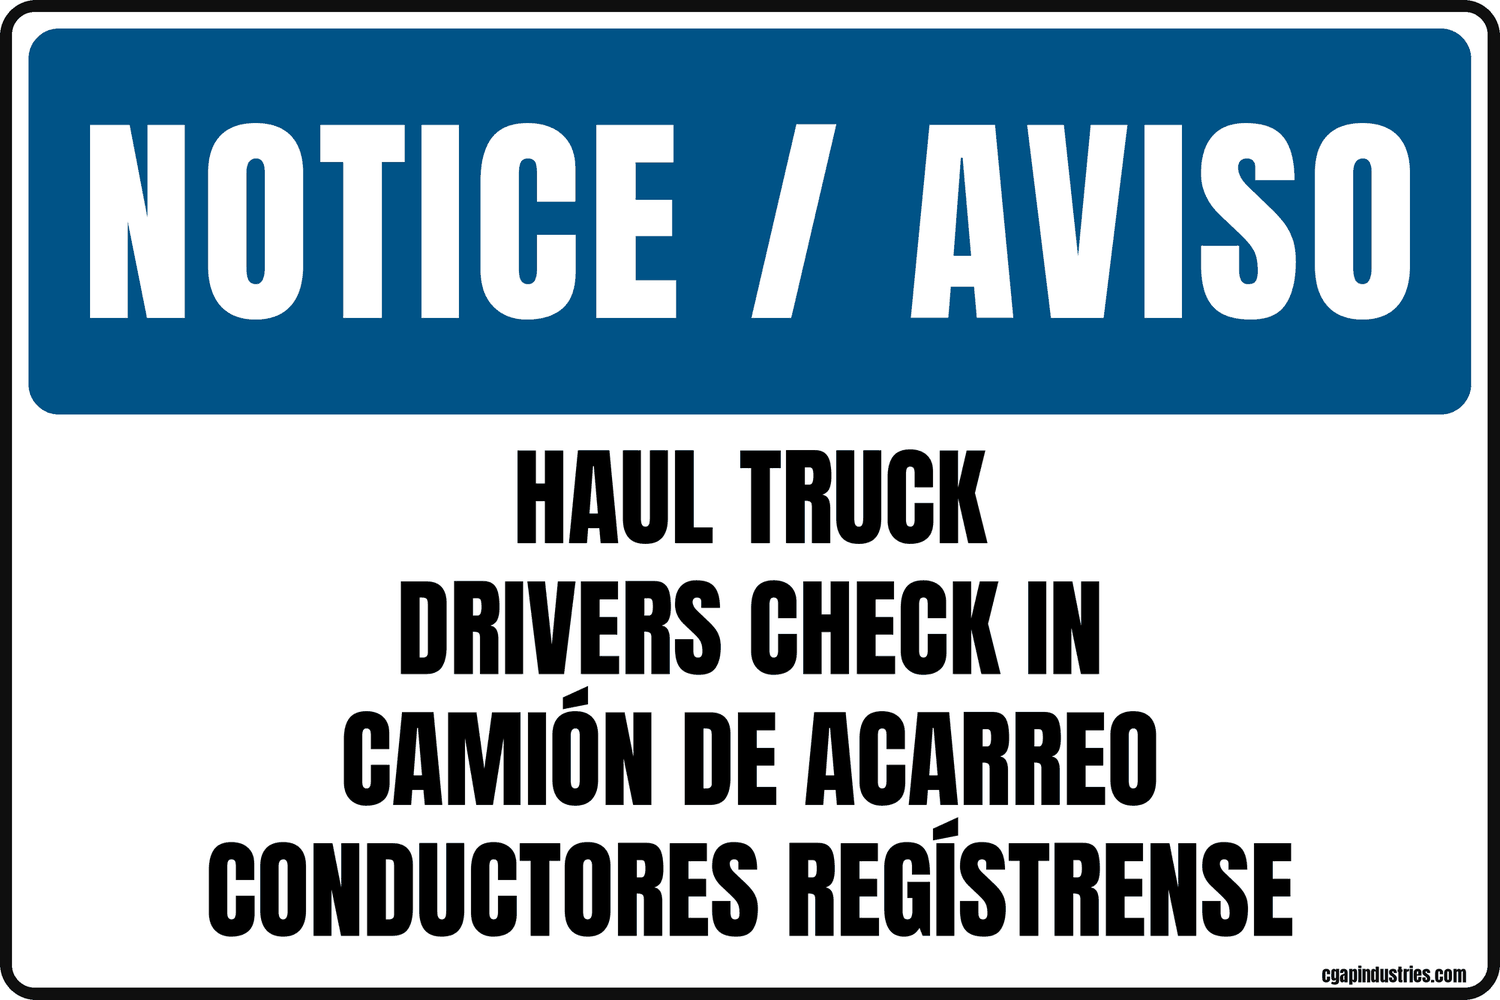 NOTICE / AVISO
HAUL TRUCK
DRIVERS CHECK IN
CAMIÓN DE ACARREO
CONDUCTORES REGÍSTRENSE
cgapindustries.com